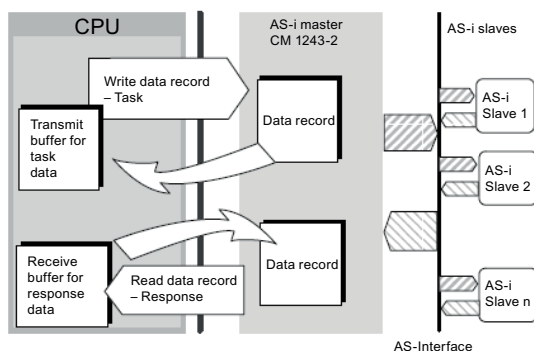 CPU
AS-i master
CM 1243-2
AS-i slaves
Write data record
– Task
Transmit
buffer for
task
data
Data record
AS-i
Slave 1
AS-i
Slave 2
Receive
buffer for
response
data
Read data record
– Response
Data record
AS-i
Slave n
AS-Interface